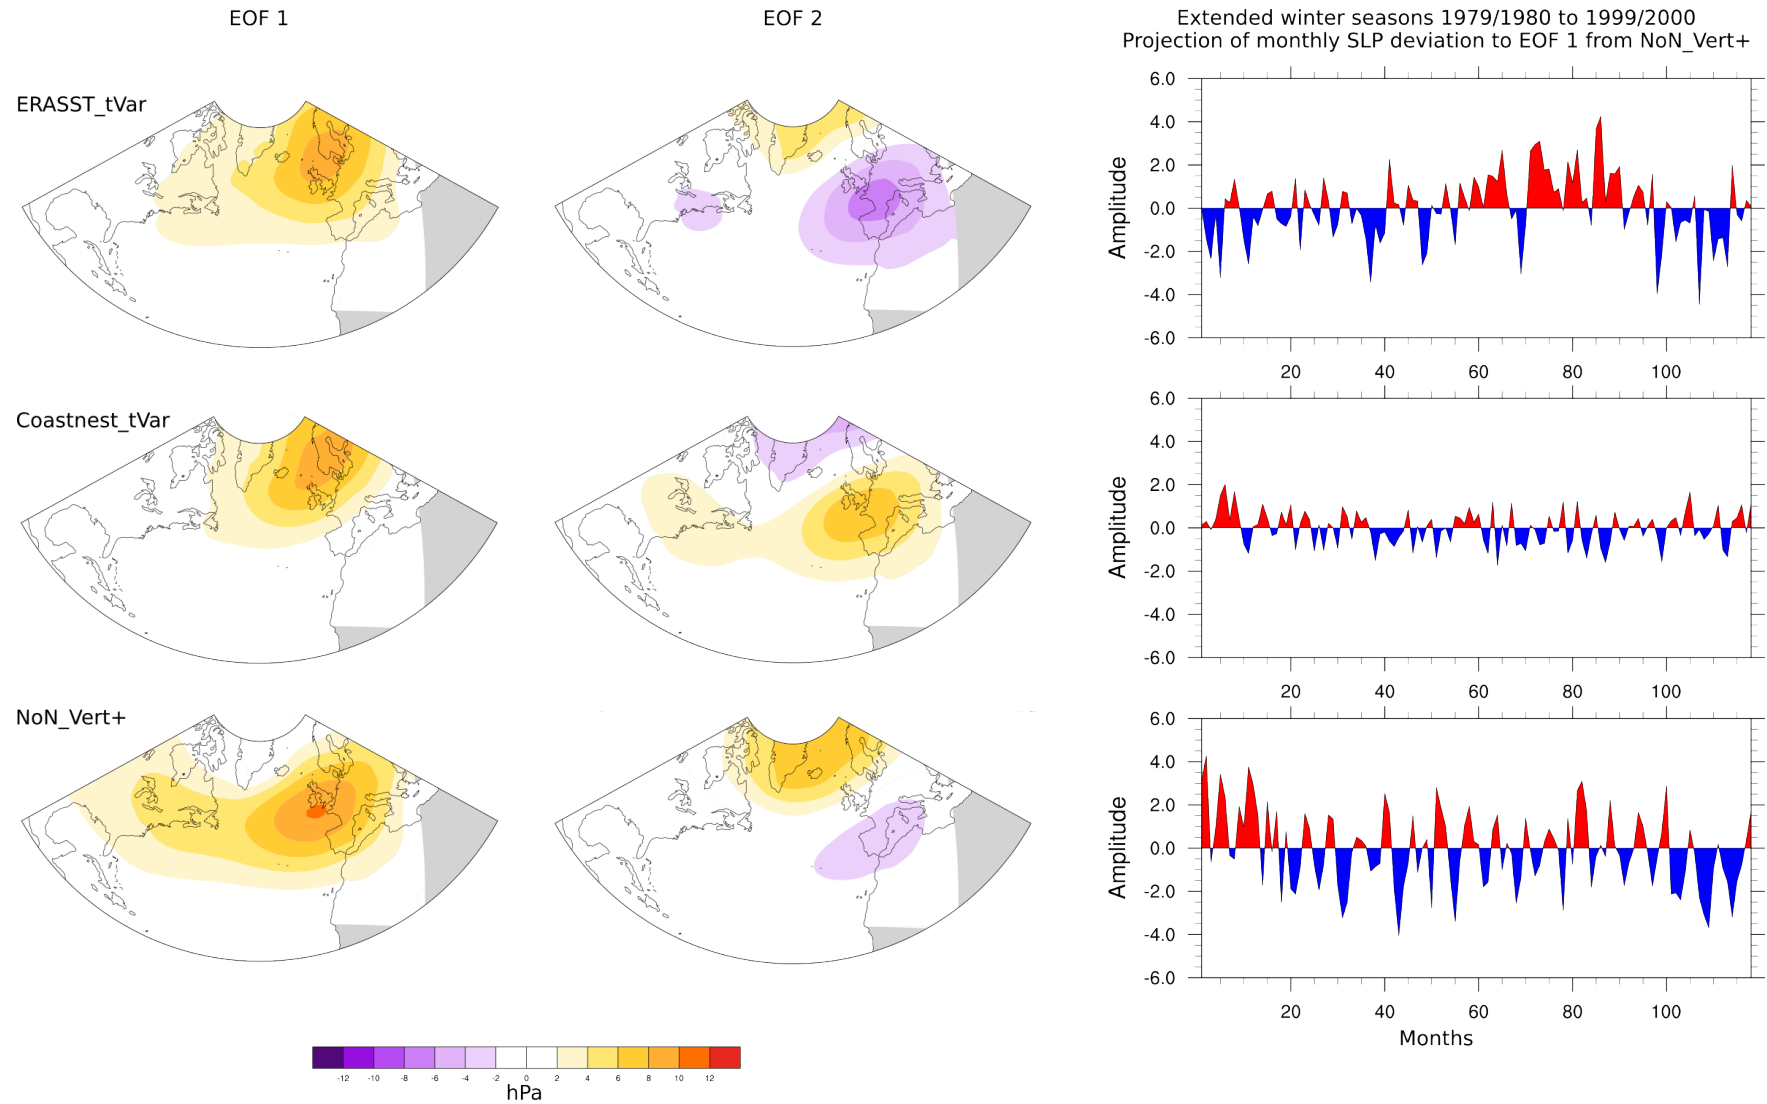 EOF 1
EOF 2
Extended winter seasons 1979/1980 to 1999/2000
Projection of monthly SLP deviation to EOF 1 from NoN_Vert+
ERASST_tVar
6.0
4.0
2.0
0.0
-2.0
-4.0
-6.0
Amplitude
20 40 60 80 100
Coastnest_tVar
6.0
4.0
2.0
0.0
-2.0
-4.0
-6.0
Amplitude
20 40 60 80 100
NoN_Vert+
6.0
4.0
2.0
0.0
-2.0
-4.0
-6.0
Amplitude
20 40 60 80 100
Months
-12 -10 -8 -6 -4 -2 0 2 4 6 8 10 12
hPa